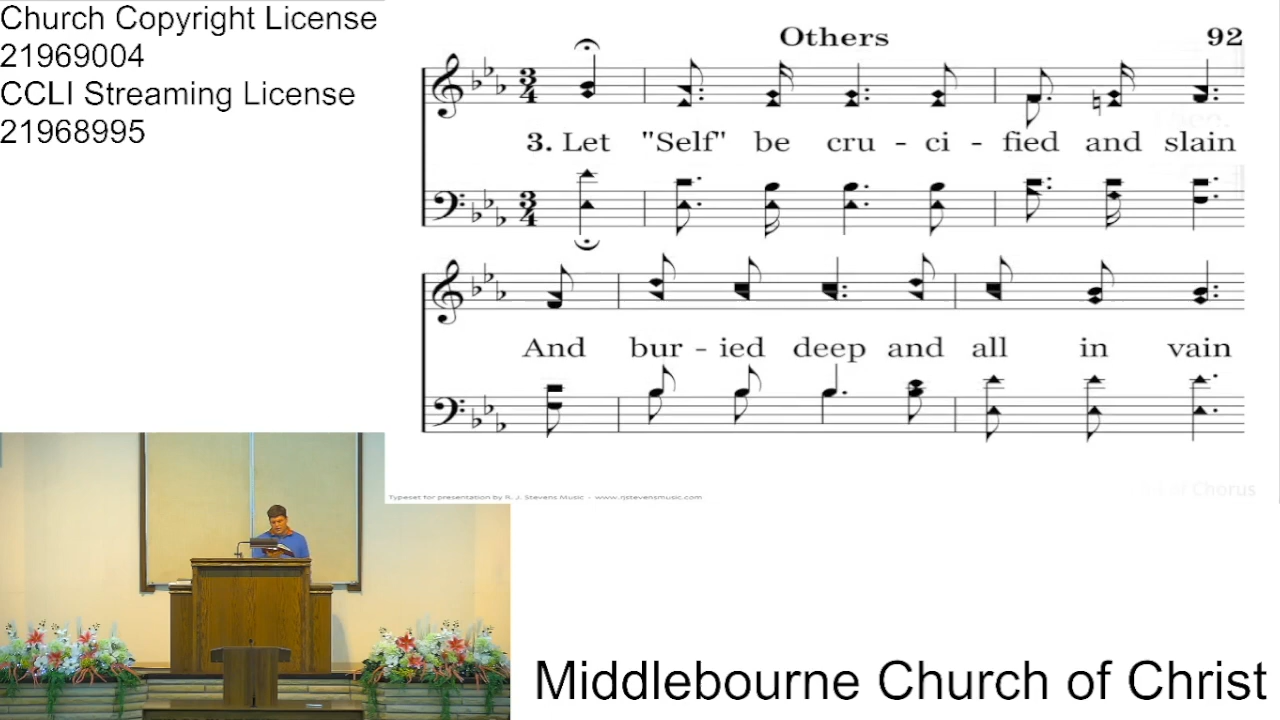 Church Copyright License
21969004
CCLI Streaming License
21968995
Others 92
3. Let "Self" be cru - ci - fied and slain
And bur - ied deep and all in vain
Typeset for presentation by R. J. Stevens Music - www.rjstevensmusic.com
of Chorus
Middlebourne Church of Christ